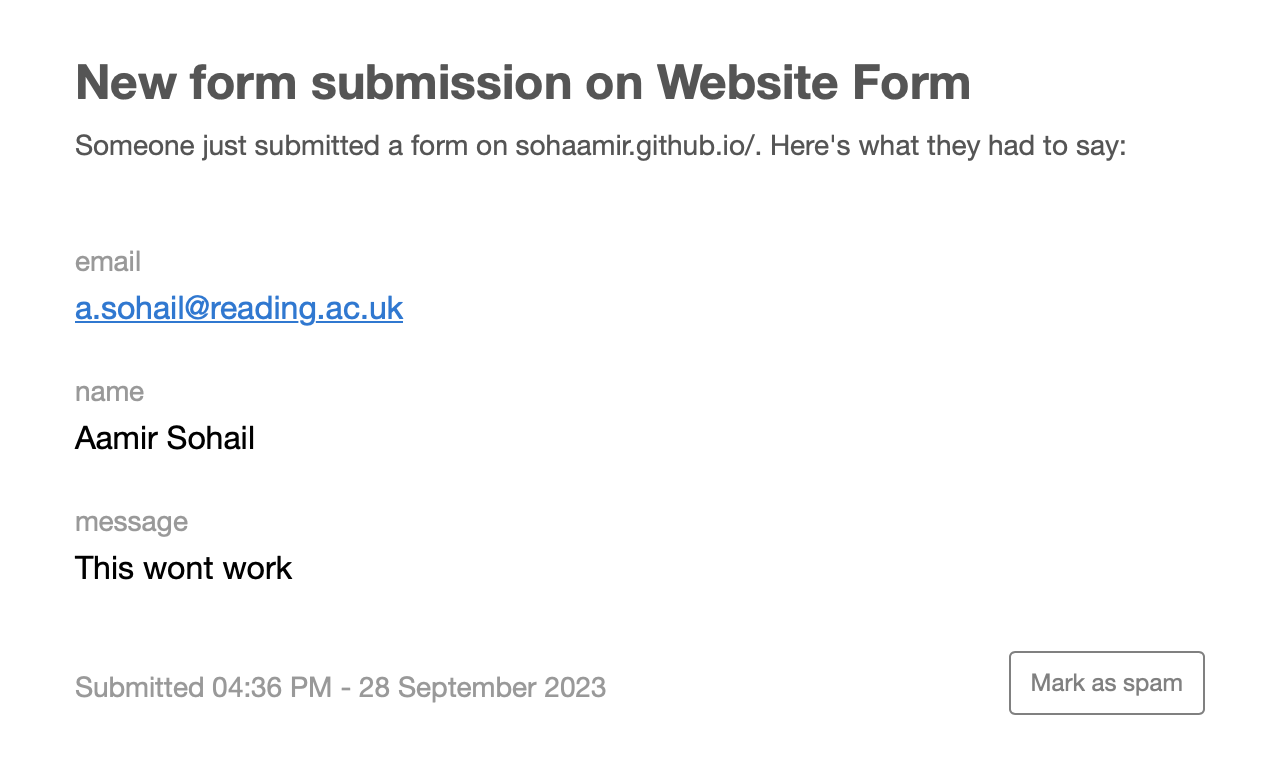 New form submission on Website Form
Someone just submitted a form on sohaamir.github.io/. Here's what they had to say:
email
a.sohail@reading.ac.uk
name
Aamir Sohail
message
This wont work
Submitted 04:36 PM - 28 September 2023
Mark as spam